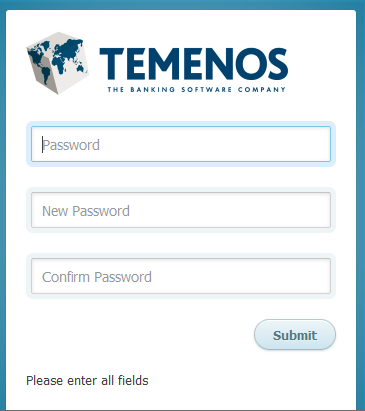 TEMENOS
THE BANKING SOFTWARE COMPANY
Password
New Password
Confirm Password
Submit
Please enter all fields